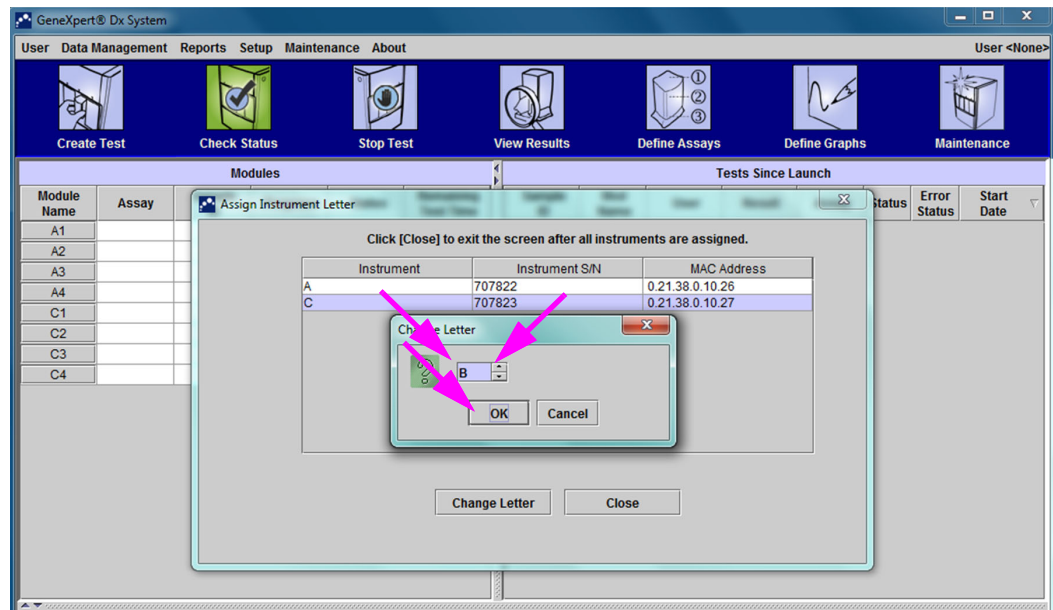 GeneXpert® Dx System
User Data Management Reports Setup Maintenance About User <None>
Create Test Check Status Stop Test View Results Define Assays Define Graphs Maintenance
Modules Tests Since Launch
Module Name Assay Status Error Status Start Date
Assign Instrument Letter
Click [Close] to exit the screen after all instruments are assigned.
Instrument Instrument S/N MAC Address
A 707822 0.21.38.0.10.26
C 707823 0.21.38.0.10.27
Letter
B
OK Cancel
Change Letter Close
A1
A2
A3
A4
C1
C2
C3
C4
1
2
3